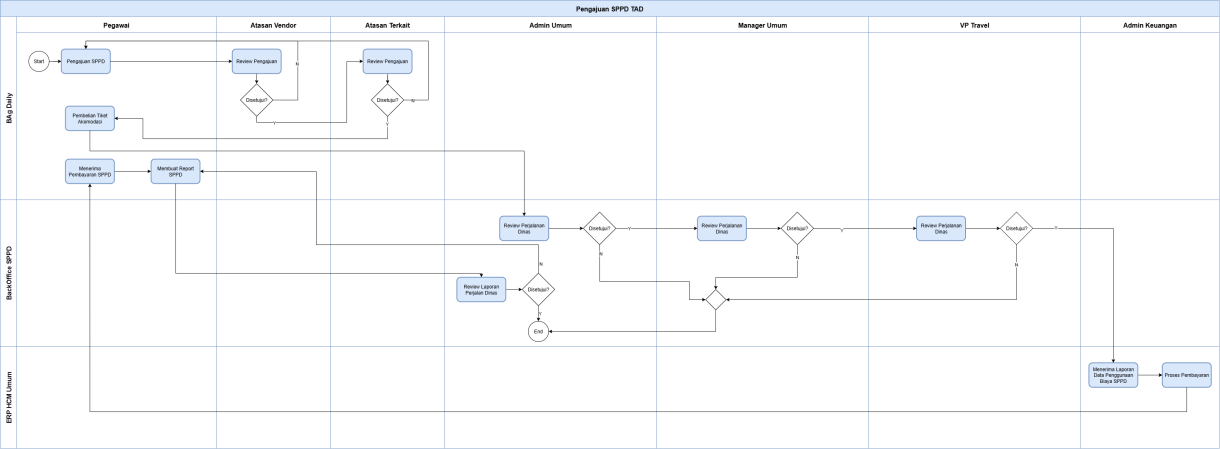 Pengajuan SPPD TAD
Pegawai
Atasan Vendor
Atasan Terkait
Admin Umum
Manager Umum
VP Travel
Admin Keuangan
BAg Daily
Start
Pengajuan SPPD
Review Pengajuan
Disetujui?
N
Y
Review Pengajuan
Disetujui?
N
Y
Pembelian Tiket
Akamodasi
Menerima
Pembayaran SPPD
Membuat Report
SPPD
BackOffice SPPD
Review Perjalanan
Dinas
Disetujui?
Y
N
Review Perjalanan
Dinas
Disetujui?
Y
N
Review Perjalanan
Dinas
Disetujui?
Y
N
Review Laporan
Perjalan Dinas
Disetujui?
N
Y
End
ERP HCM Umum
Menerima Laporan
Data Penggunaan
Biaya SPPD
Proses Pembayaran